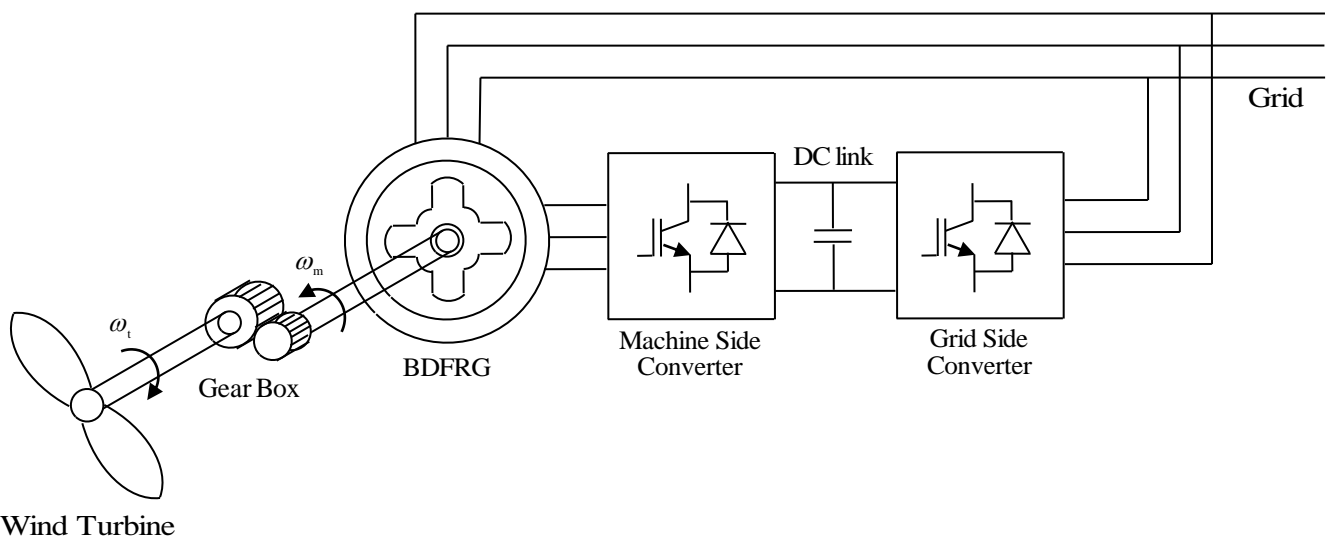 Grid
DC link
ωm
ωt
Machine Side
Converter
Grid Side
Converter
BDFRG
Gear Box
Wind Turbine